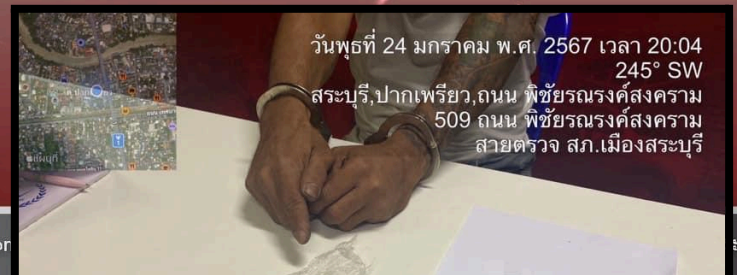 วันพุธที่ 24 มกราคม พ.ศ. 2567 เวลา 20:04
245° SW
สระบุรี,ปากเพรียว,ถนน พิชัยรณรงค์สงคราม
509 ถนน พิชัยรณรงค์สงคราม
สายตรวจ สภ.เมืองสระบุรี